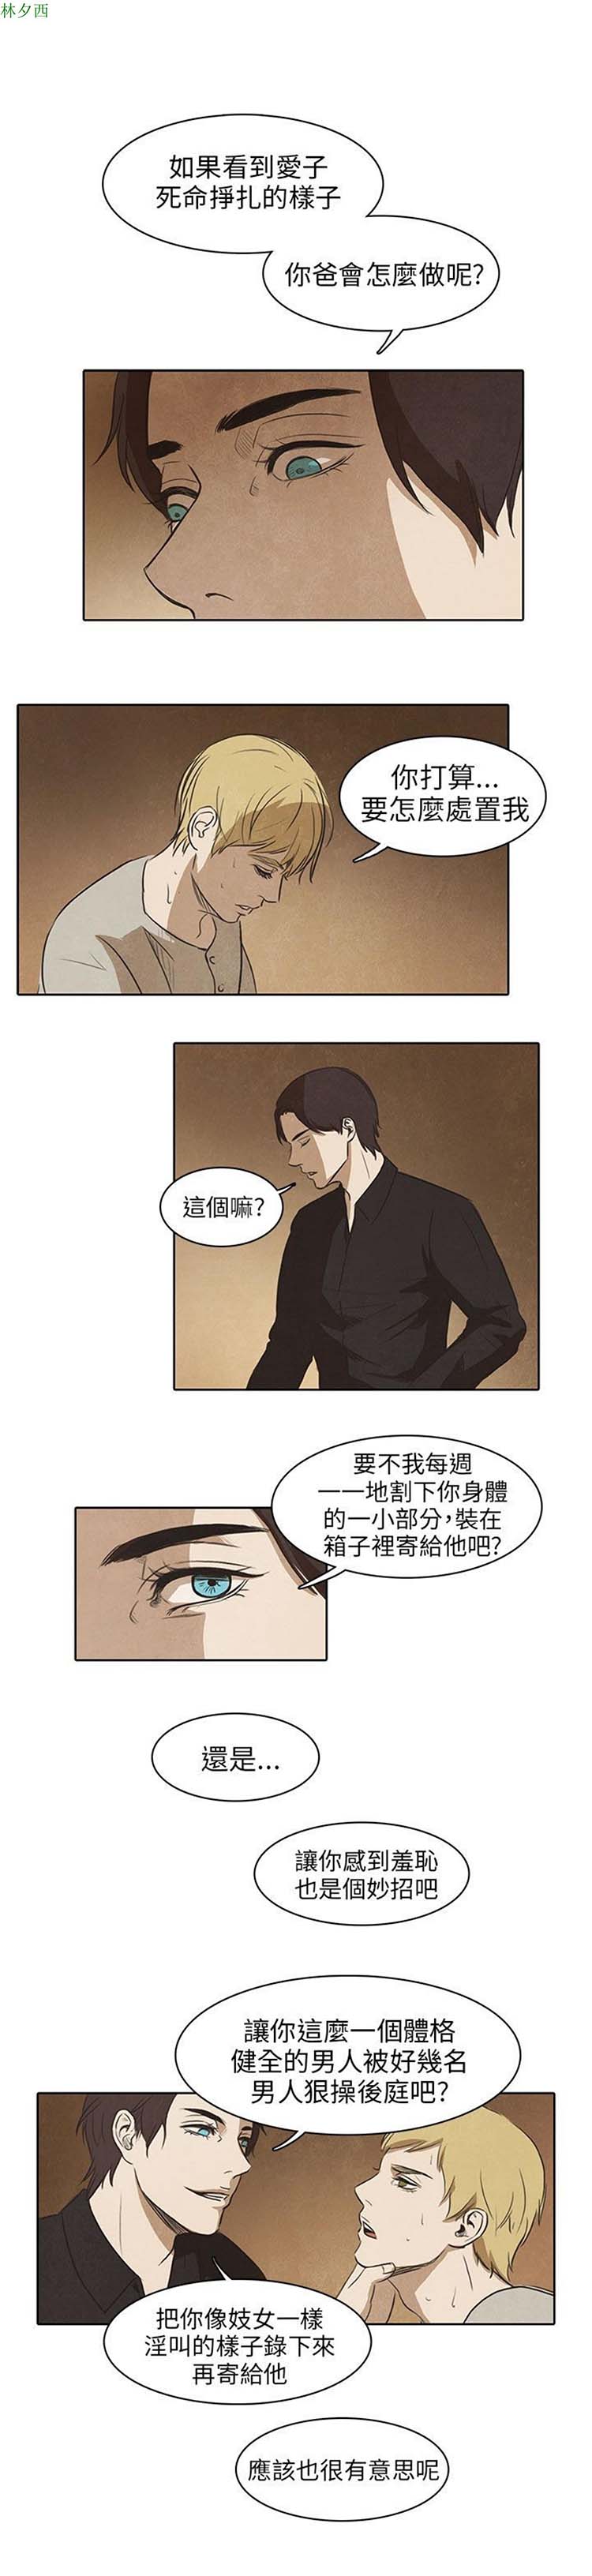 林夕西
如果看到愛子
死命掙扎的樣子
你爸會怎麼做呢?
你打算...
要怎麼處置我
這個嘛?
要不我每週
一一地割下你身體
的一小部分,裝在
箱子裡寄給他吧?
還是...
讓你感到羞恥
也是個妙招吧
讓你這麼一個體格
健全的男人被好幾名
男人狠操後庭吧?
把你像妓女一樣
淫叫的樣子錄下來
再寄給他
應該也很有意思呢